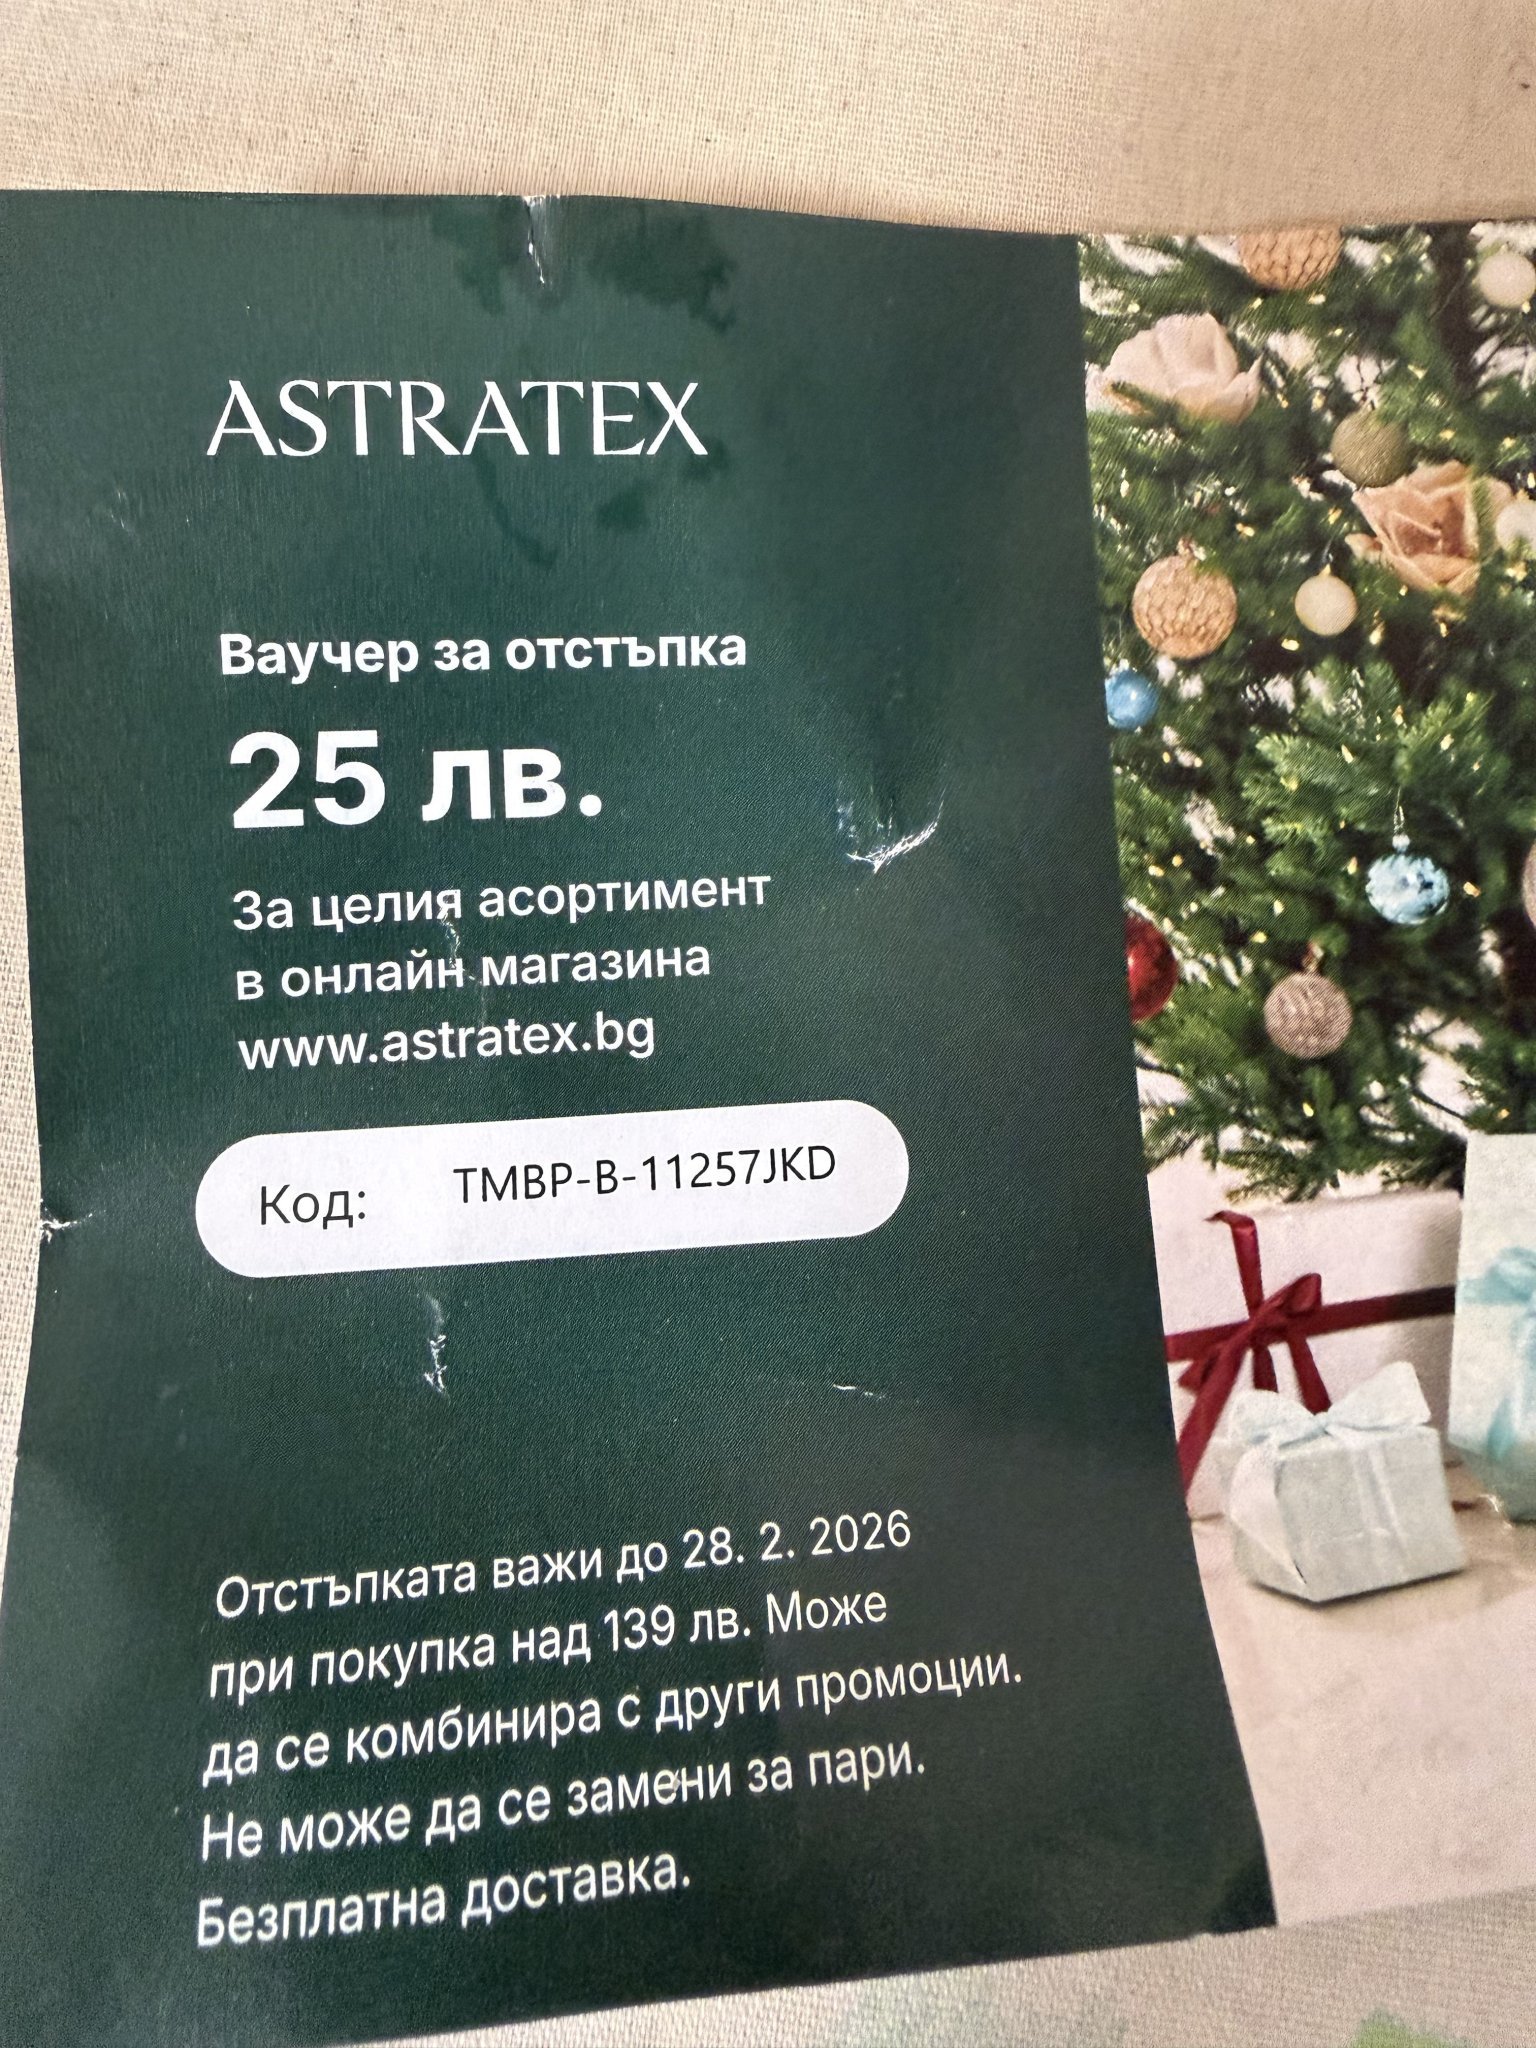 ASTRATEX
Ваучер за отстъпка
25 лв.
За целия асортимент
в онлайн магазина
www.astratex.bg
Код: TMBP-B-11257JKD
Отстъпката важи до 28. 2. 2026
при покупка над 139 лв. Може
да се комбинира с други промоции.
Не може да се замени за пари.
Безплатна доставка.